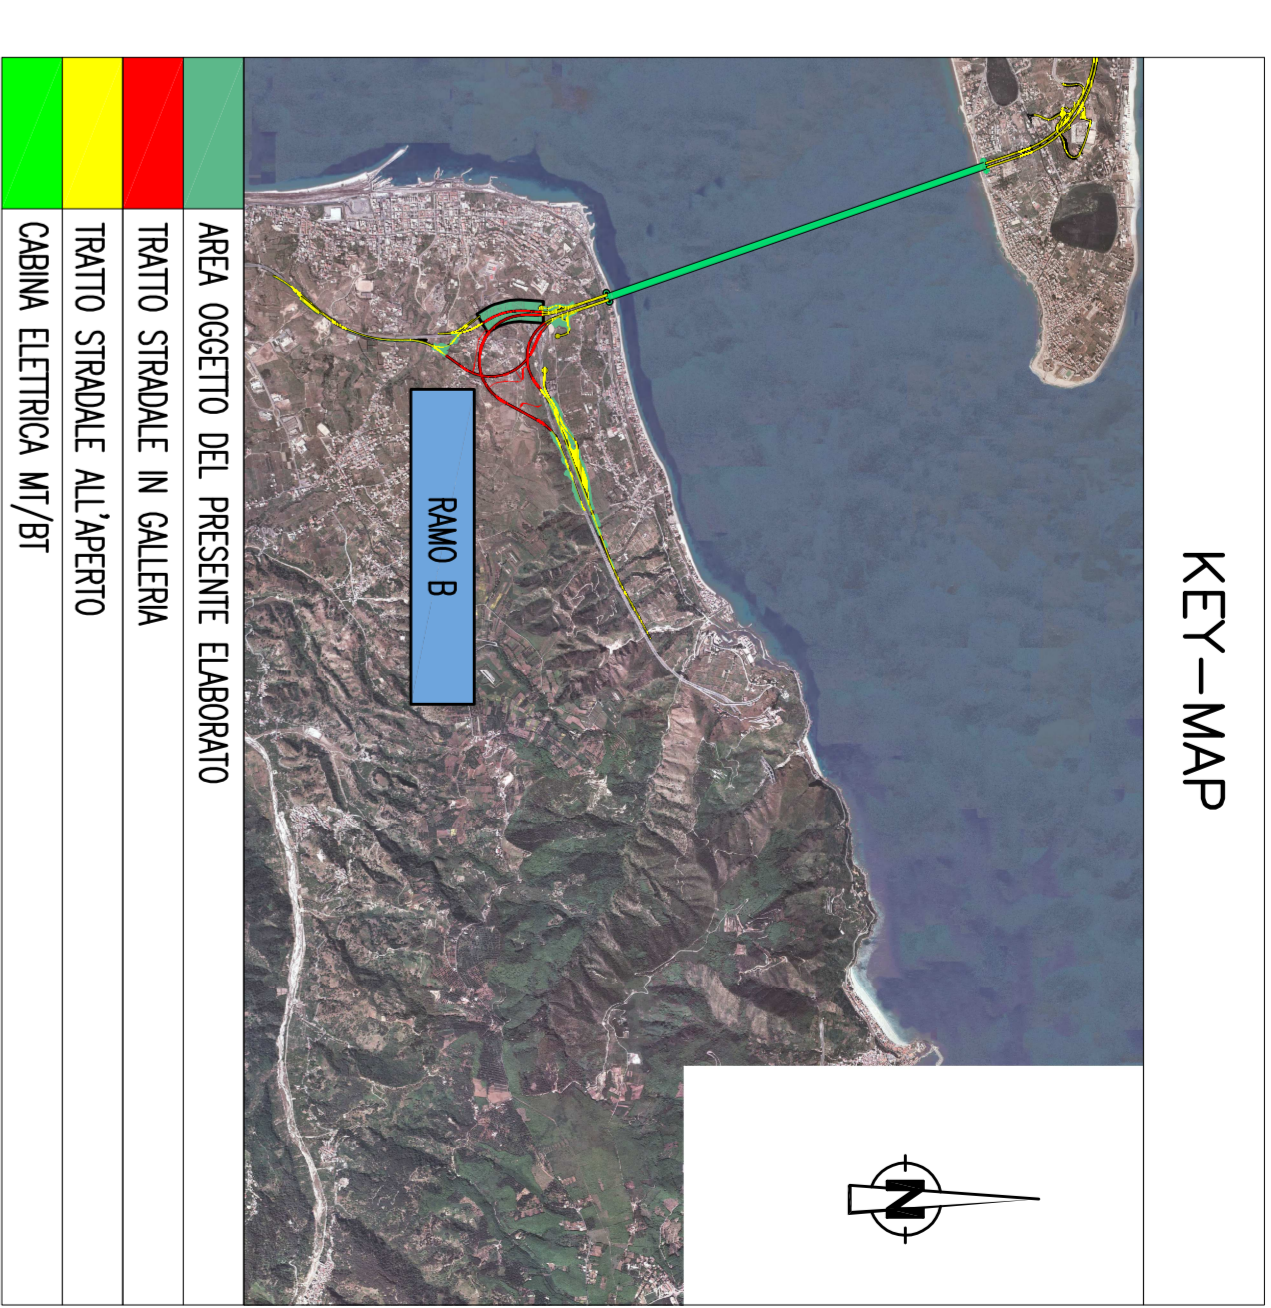 KEY-MAP
N
RAMO B
AREA OGGETTO DEL PRESENTE ELABORATO
TRATTO STRADALE IN GALLERIA
TRATTO STRADALE ALL'APERTO
CABINA ELETTRICA MT/BT